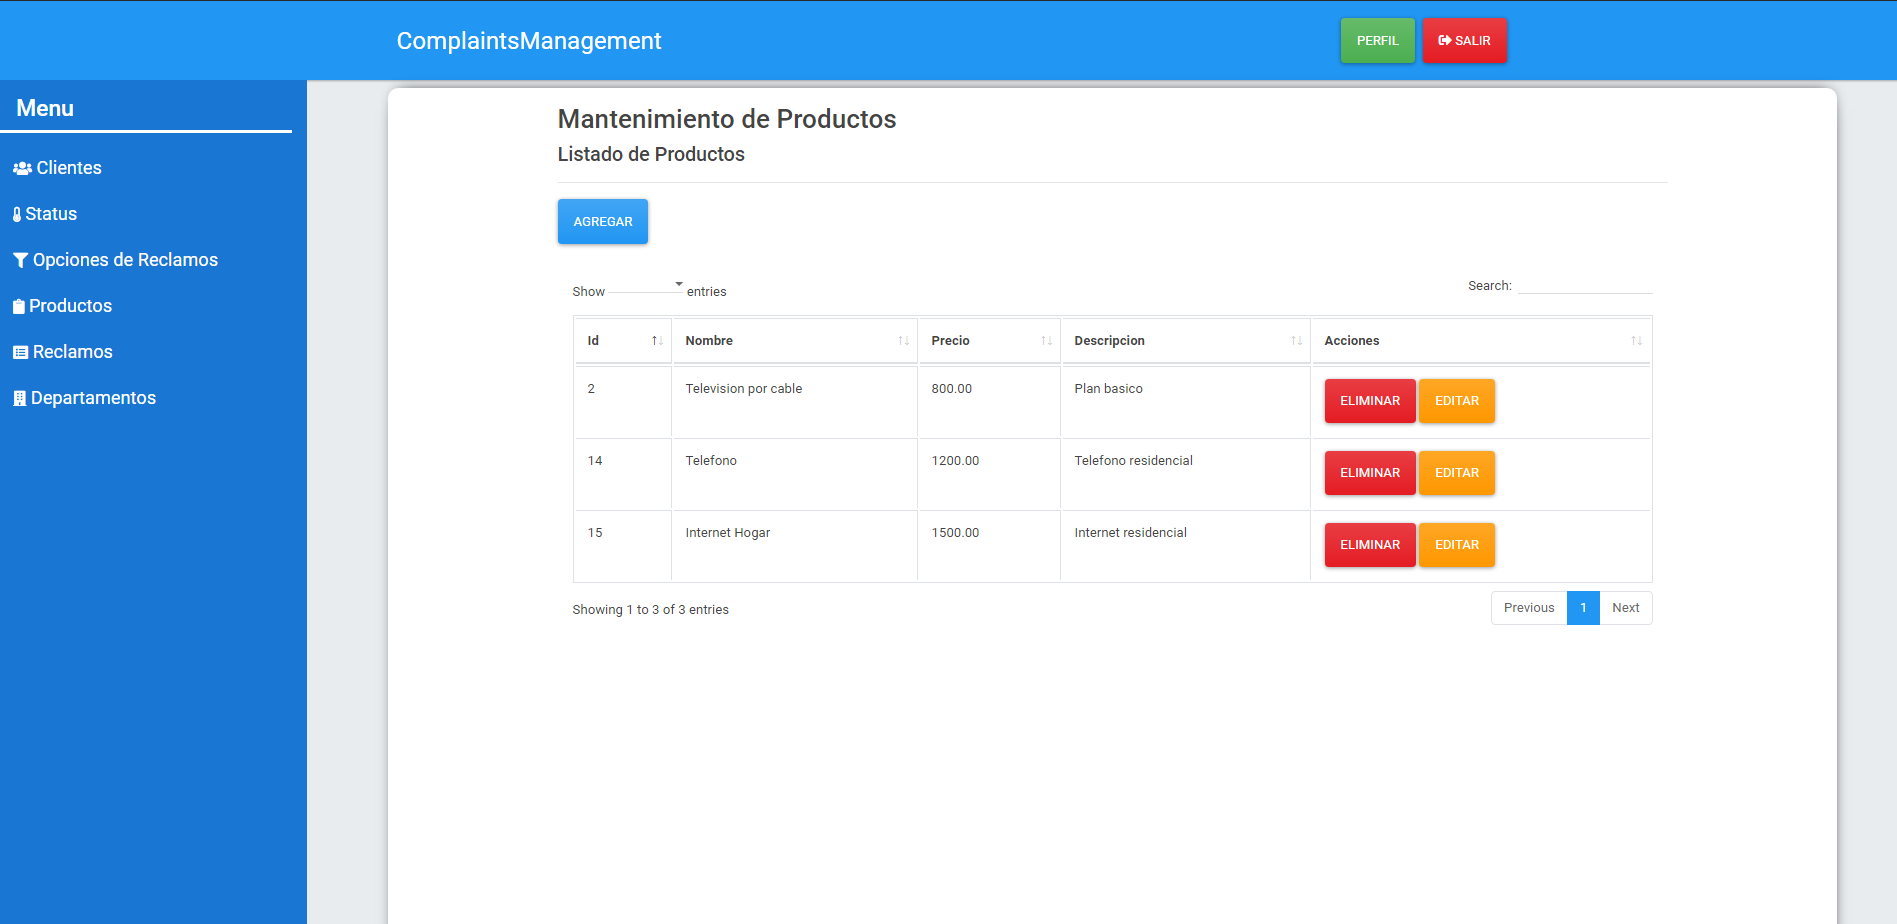 ComplaintsManagement
PERFIL
SALIR
Menu
Clientes
Status
Opciones de Reclamos
Productos
Reclamos
Departamentos
Mantenimiento de Productos
Listado de Productos
AGREGAR
Show entries
Search:
Id Nombre Precio Descripcion Acciones
2 Television por cable 800.00 Plan basico ELIMINAR EDITAR
14 Telefono 1200.00 Telefono residencial ELIMINAR EDITAR
15 Internet Hogar 1500.00 Internet residencial ELIMINAR EDITAR
Showing 1 to 3 of 3 entries
Previous 1 Next